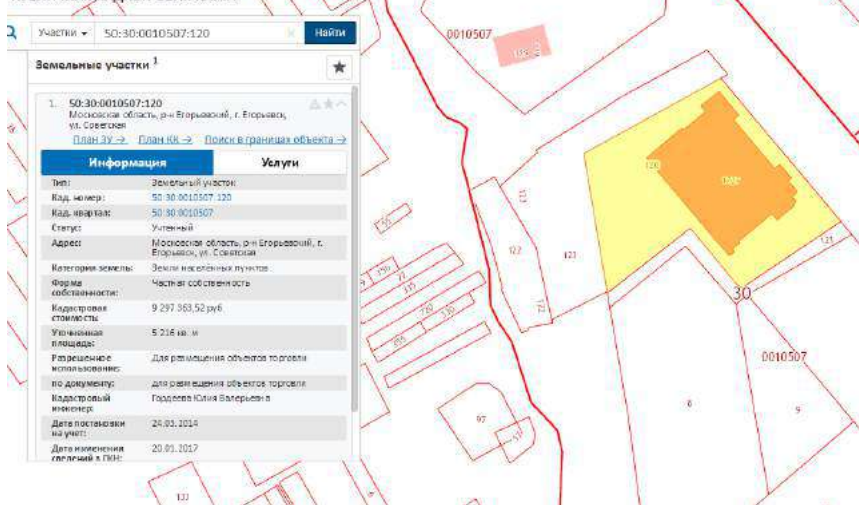 Участки 50:30:0010507:120 Найти
Земельные участки 1
1. 50:30:0010507:120
Московская область, р-н Егорьевский, г. Егорьевск,
ул. Советская
План ЗУ → План КК → Поиск в границах объекта →
Информация Услуги
Тип: Земельный участок
Кад. номер: 50:30:0010507:120
Кад. квартал: 50:30:0010507
Статус: Учтенный
Адрес: Московская область, р-н Егорьевский, г.
Егорьевск, ул. Советская
Категория земель: Земли населённых пунктов
Форма
собственности: Частная собственность
Кадастровая
стоимость: 9 297 363,52 руб.
Уточненная
площадь: 5 216 кв. м
Разрешенное
использование: Для размещения объектов торговли
по документу: для размещения объектов торговли
Кадастровый
инженер: Гордеева Юлия Валерьевна
Дата постановки
на учет: 24.03.2014
Дата изменения
сведений в ГКН: 20.01.2017
0010507
120
121
122
121
122
121
30
0010507
8
9
97